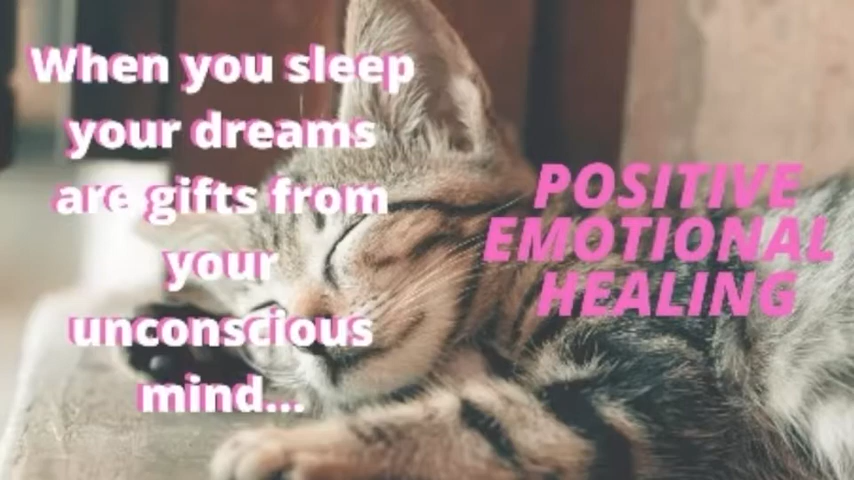 When you sleep
your dreams
are gifts from
your
unconscious
mind...
POSITIVE
EMOTIONAL
HEALING